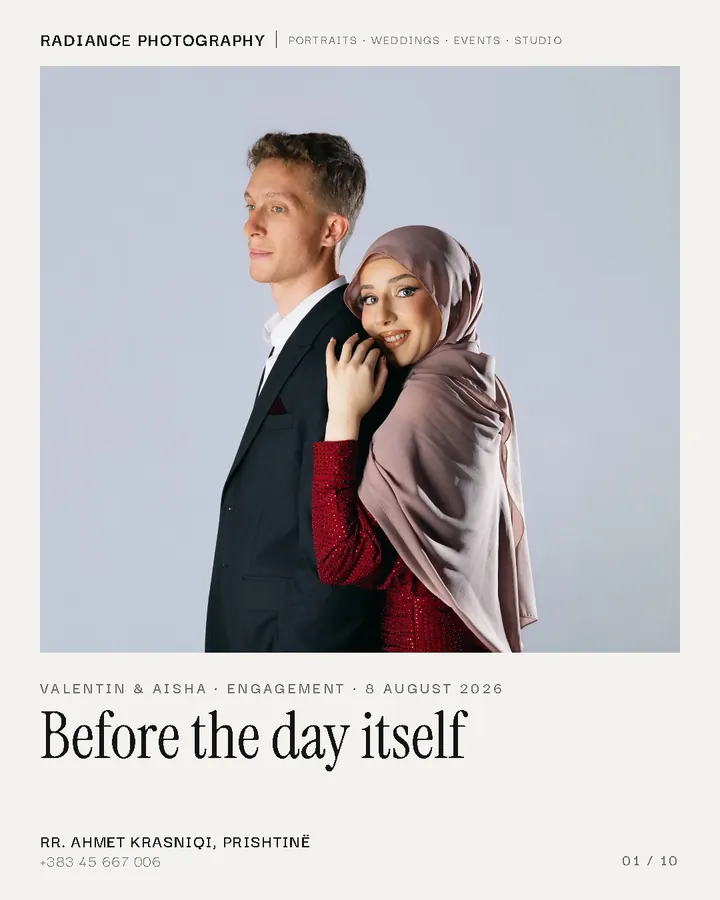 RADIANCE PHOTOGRAPHY | PORTRAITS · WEDDINGS · EVENTS · STUDIO
VALENTIN & AISHA · ENGAGEMENT · 8 AUGUST 2026
Before the day itself
RR. AHMET KRASNIQI, PRISHTINË
+383 45 667 006
01 / 10